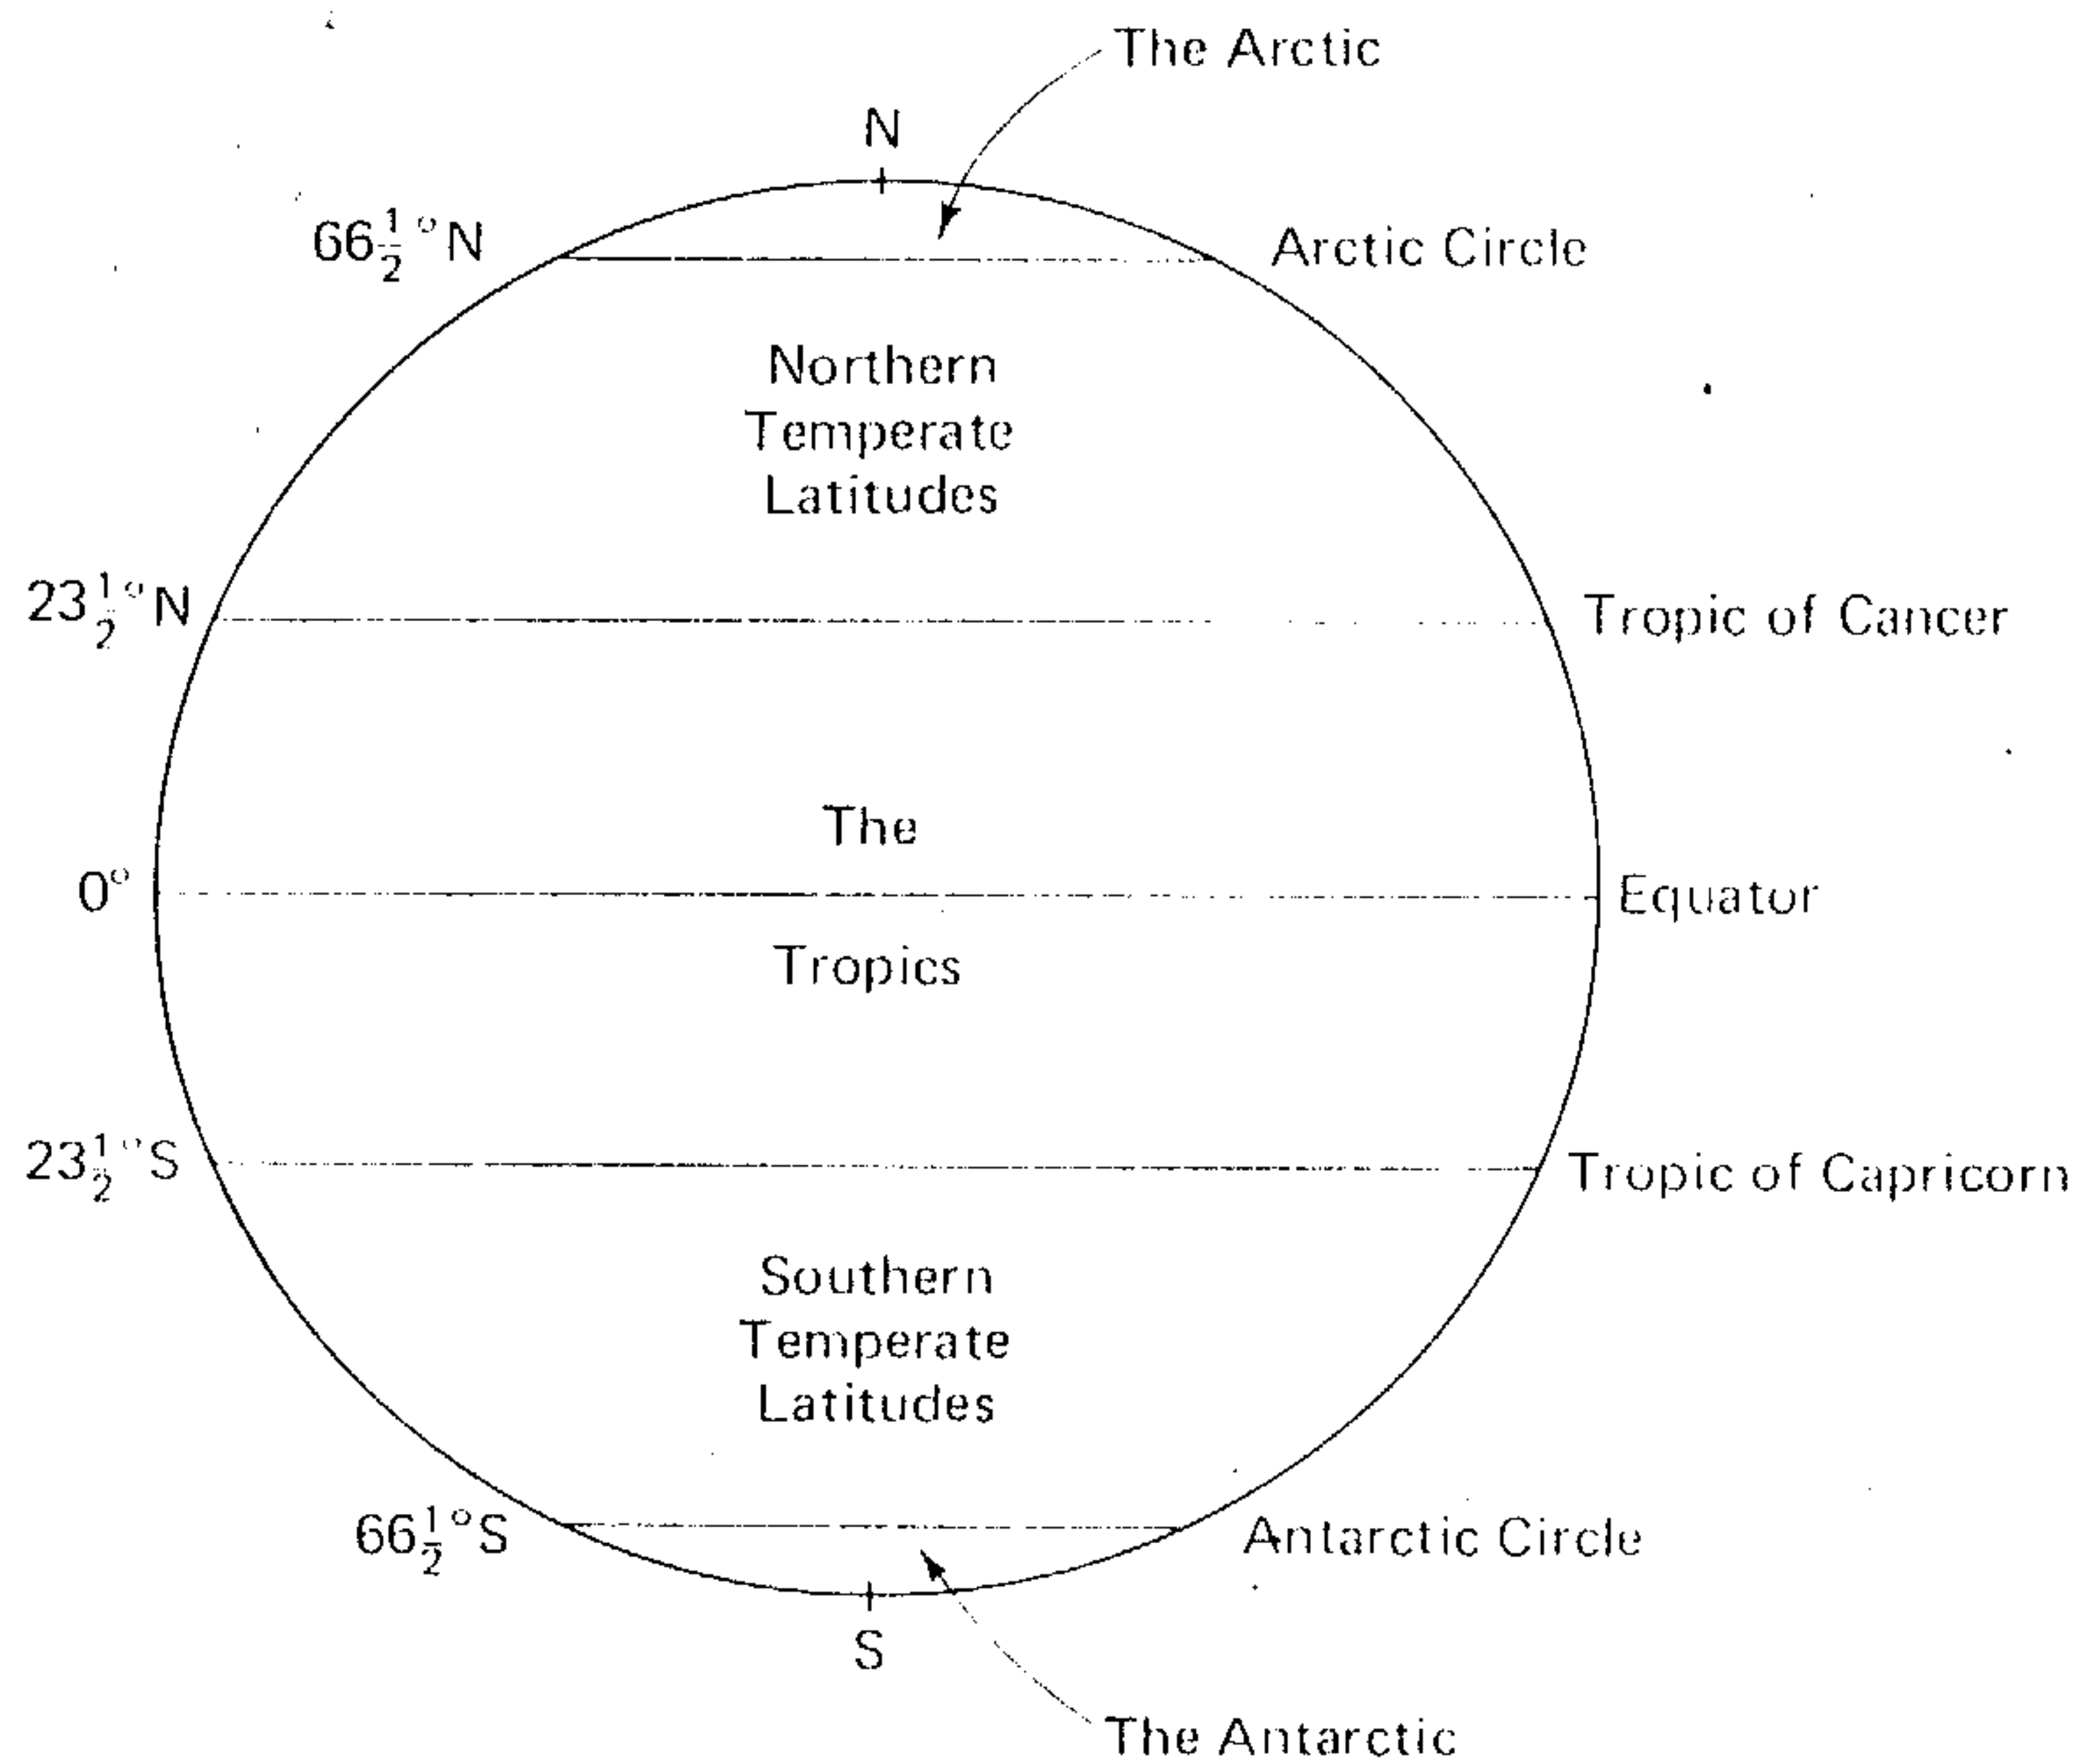 The Arctic
N
66½°N
Arctic Circle
Northern
Temperate
Latitudes
23½°N
Tropic of Cancer
The
0°
Equator
Tropics
23½°S
Tropic of Capricorn
Southern
Temperate
Latitudes
66½°S
Antarctic Circle
S
The Antarctic